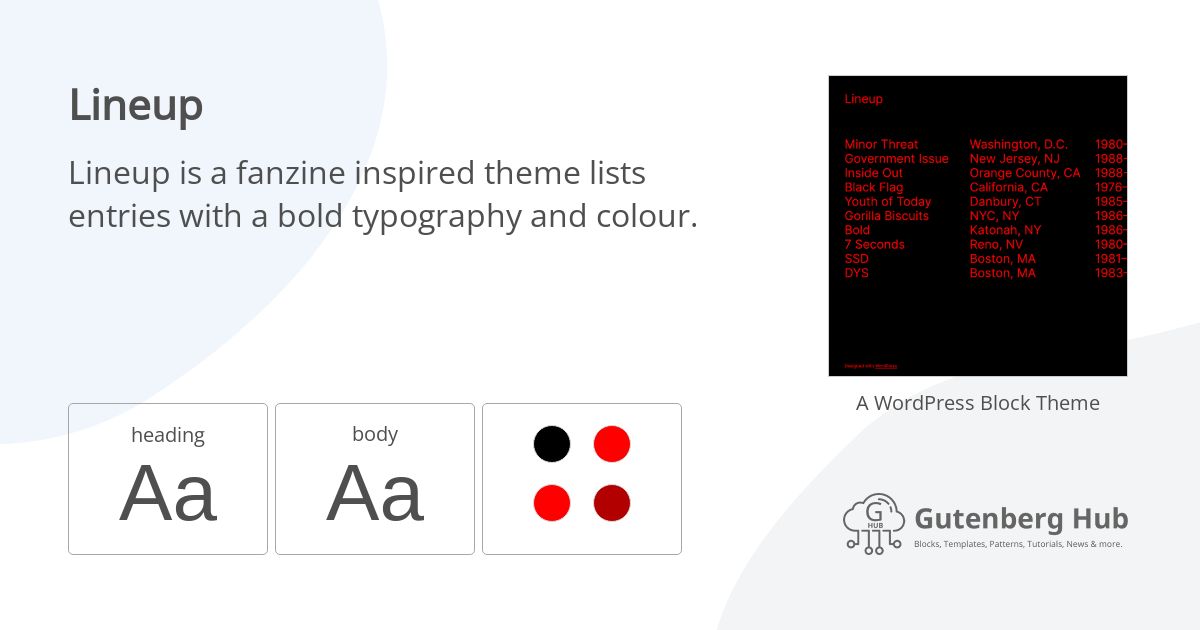 Lineup
Lineup is a fanzine inspired theme lists
entries with a bold typography and colour.
heading
Aa
body
Aa
Lineup
Minor Threat Washington, D.C. 1980-
Government Issue New Jersey, NJ 1988-
Inside Out Orange County, CA 1988-
Black Flag California, CA 1976-
Youth of Today Danbury, CT 1985-
Gorilla Biscuits NYC, NY 1986-
Bold Katonah, NY 1986-
7 Seconds Reno, NV 1980-
SSD Boston, MA 1981-
DYS Boston, MA 1983-
Designed with WordPress
A WordPress Block Theme
G
HUB
Gutenberg Hub
Blocks, Templates, Patterns, Tutorials, News & more.